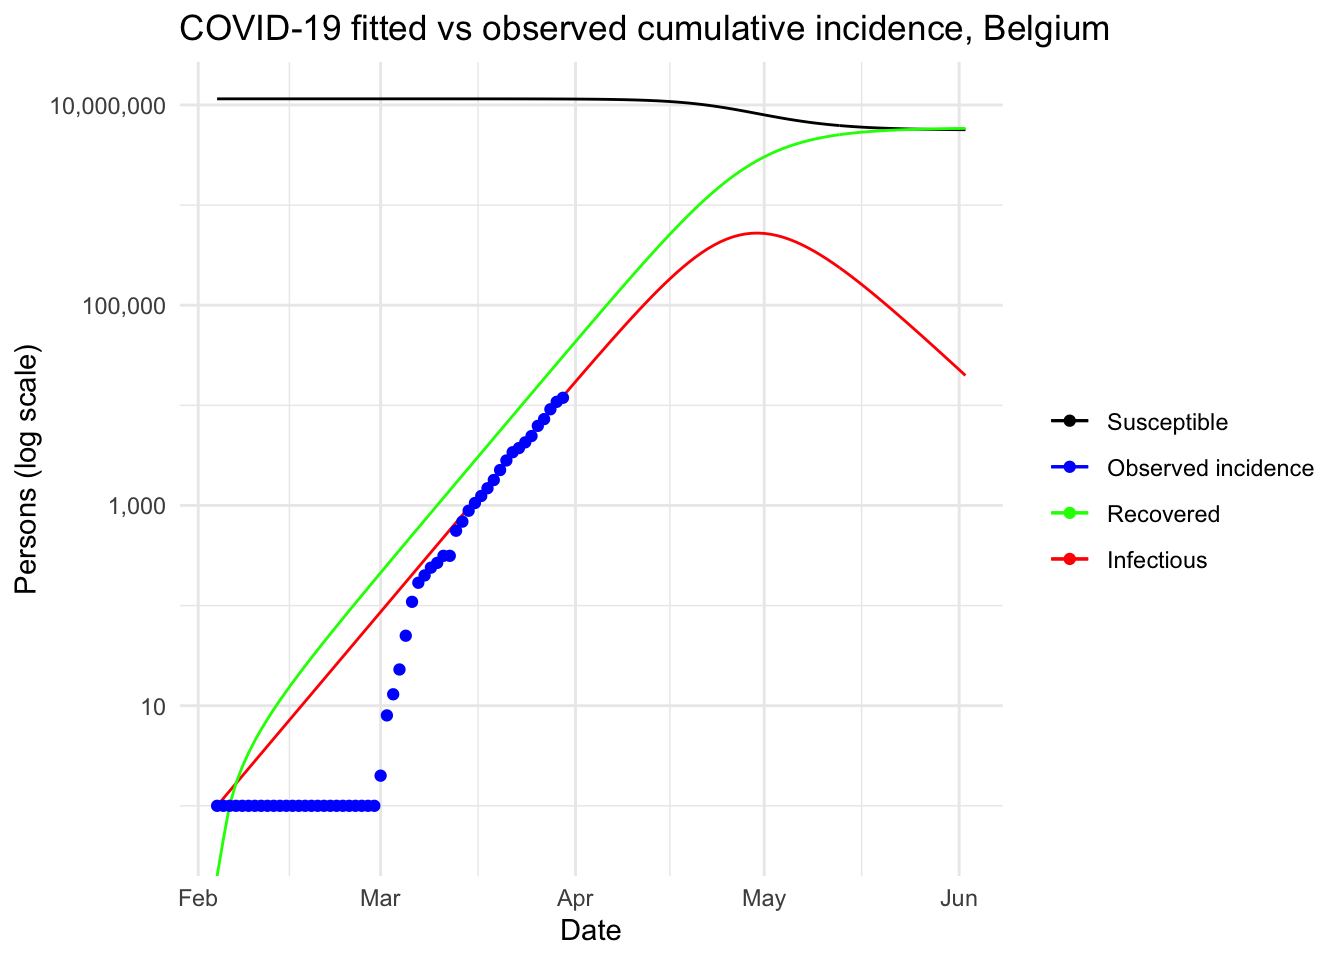 COVID-19 fitted vs observed cumulative incidence, Belgium
10,000,000
100,000
1,000
10
Persons (log scale)
Feb Mar Apr May Jun
Date
Susceptible
Observed incidence
Recovered
Infectious